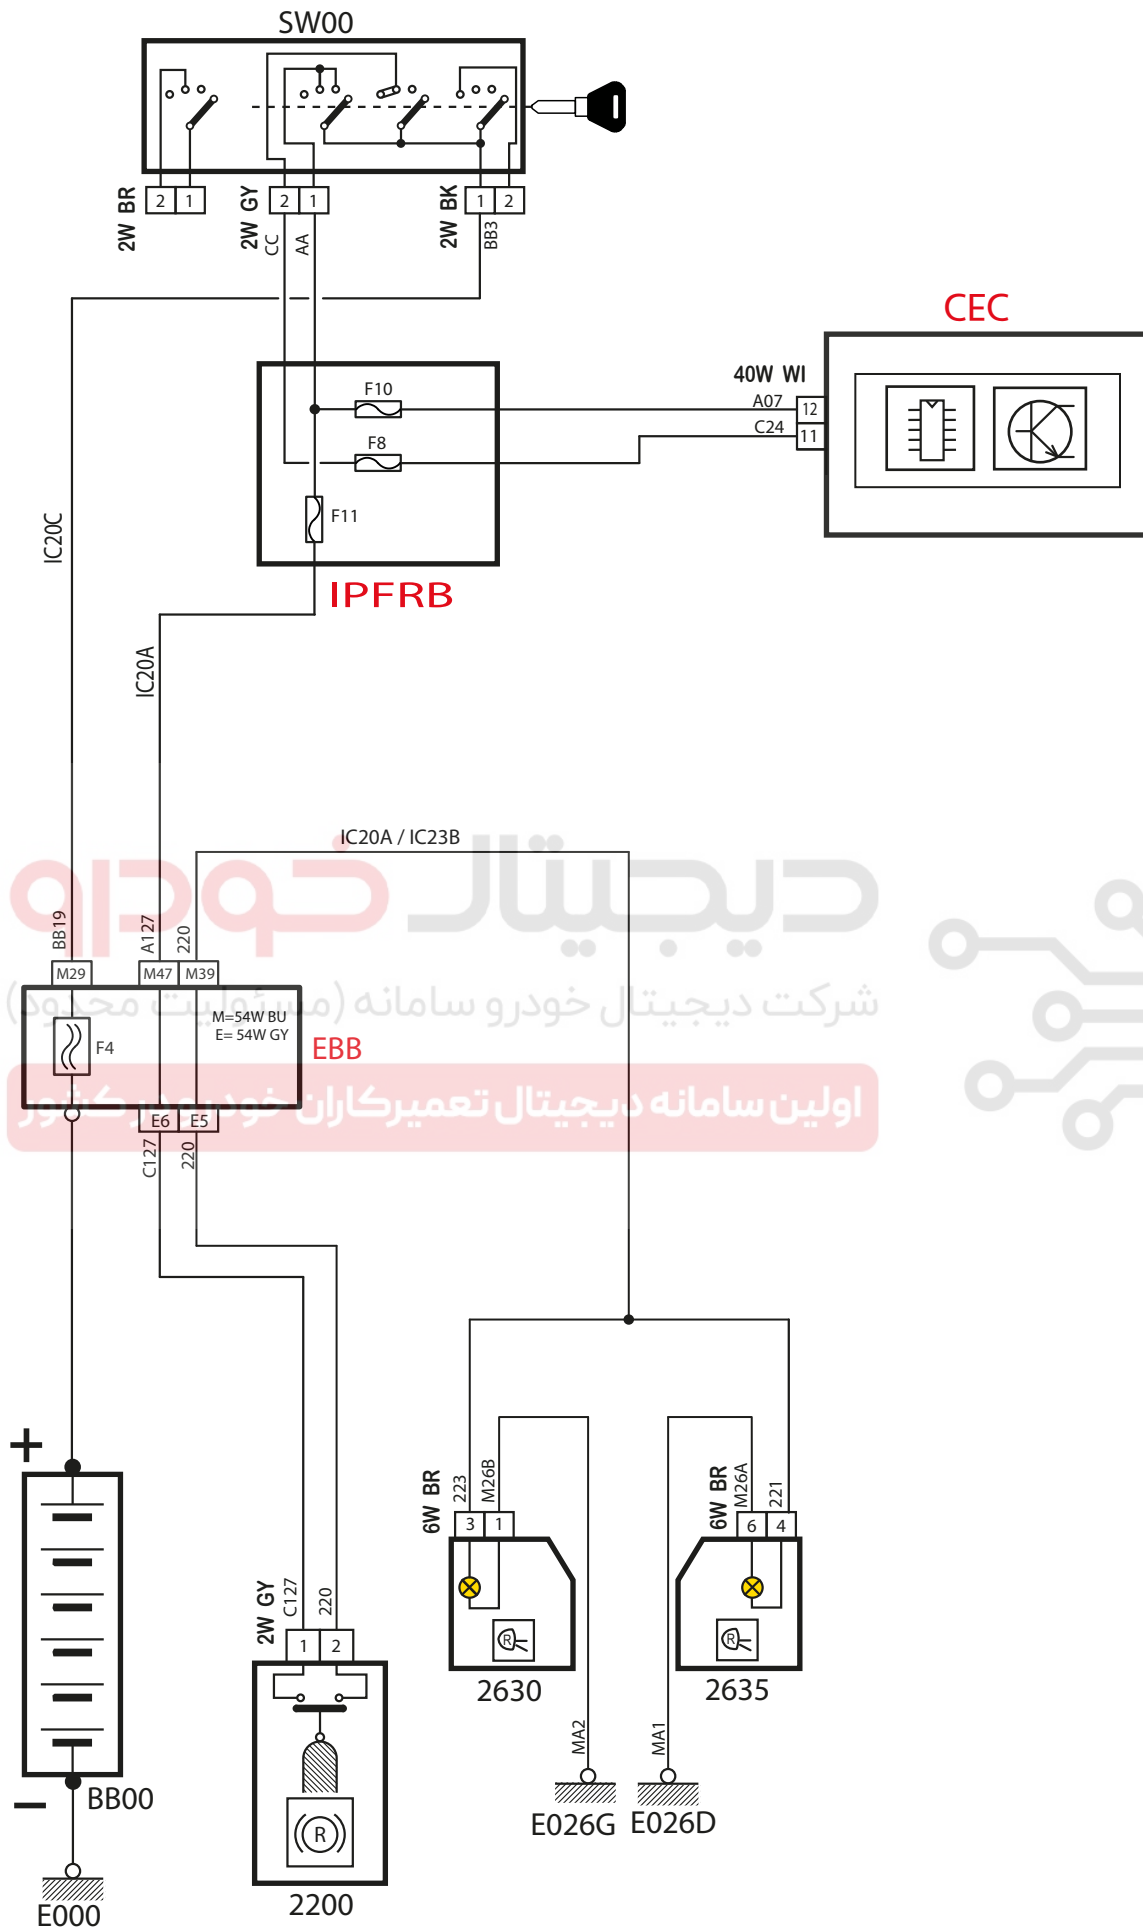 SW00
2 1
2W BR
2 1
2W GY
CC
AA
1 2
2W BK
BB3
CEC
40W WI
A07
12
C24
11
F10
F8
F11
IPFRB
IC20C
IC20A
IC20A / IC23B
دیجیتال خودرو
شرکت دیجیتال خودرو سامانه (مسئولیت محدود)
اولین سامانه دیجیتال تعمیرکاران خودرو در کشور
BB19
A127
220
M29
M47 M39
M=54W BU
E= 54W GY
F4
EBB
E6 E5
C127
220
+
−
BB00
E000
2W GY
C127
220
1 2
R
2200
6W BR
223
M26B
3 1
R
2630
6W BR
M26A
221
6 4
R
2635
MA2
MA1
E026G E026D